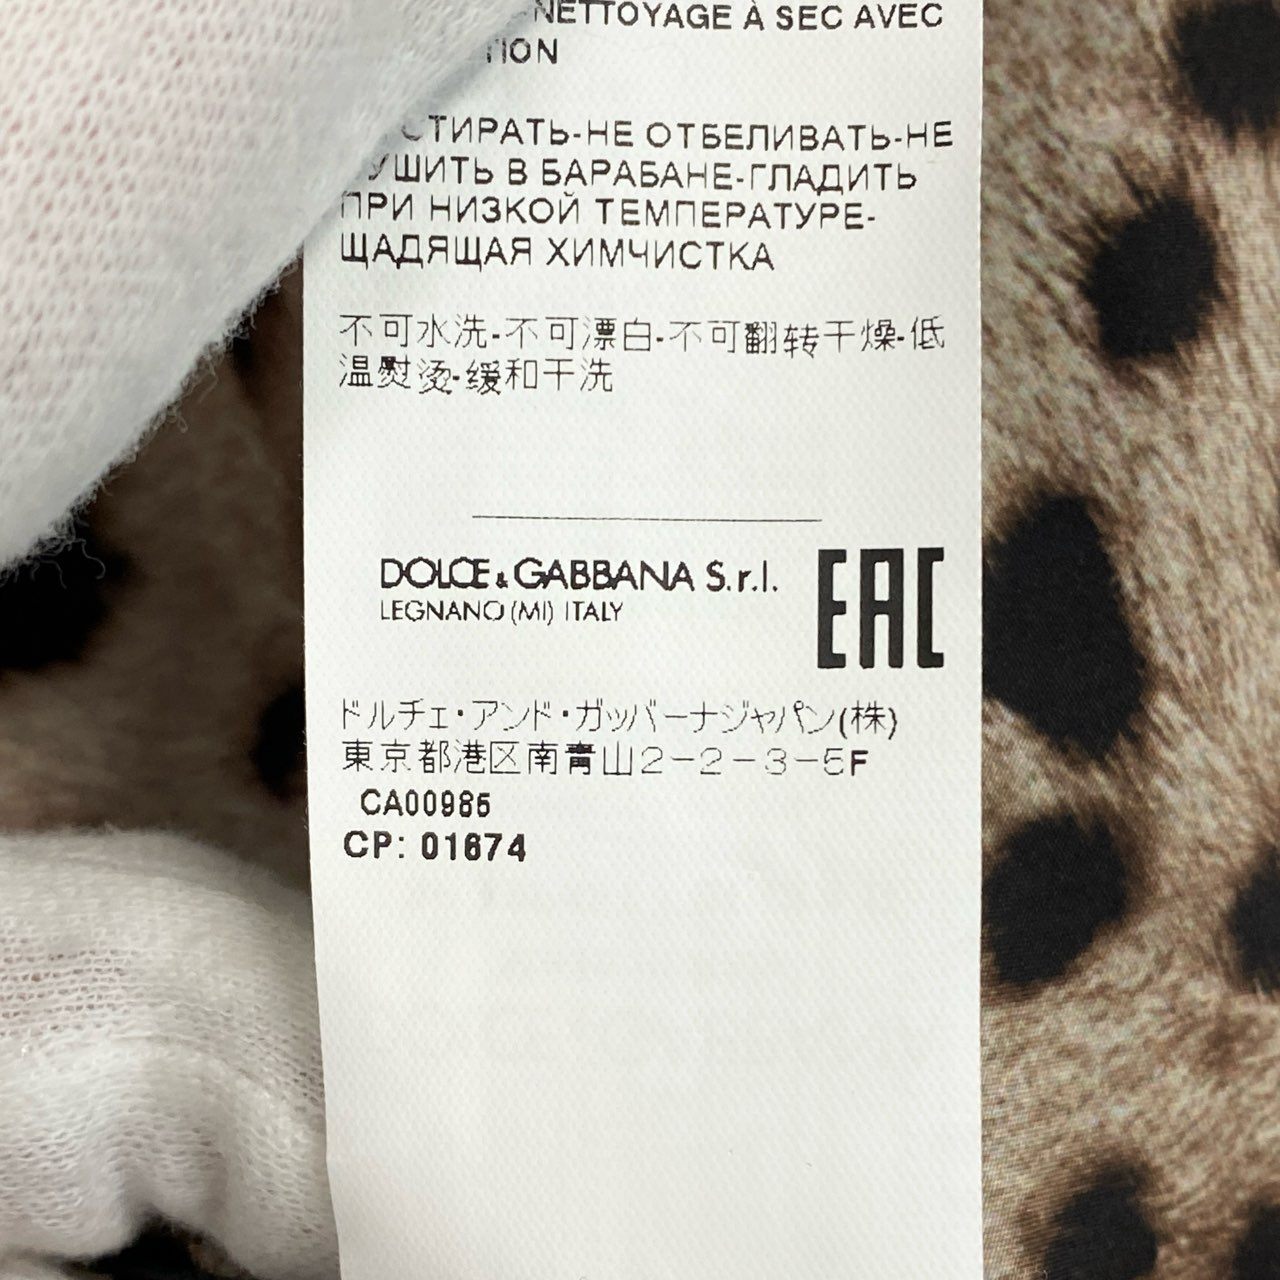 NETTOYAGE À SEC AVEC
СТИРАТЬ-НЕ ОТБЕЛИВАТЬ-НЕ
УШИТЬ В БАРАБАНЕ-ГЛАДИТЬ
ПРИ НИЗКОЙ ТЕМПЕРАТУРЕ-
ЩАДЯЩАЯ ХИМЧИСТКА
不可水洗-不可漂白-不可翻转干燥-低
温熨烫-缓和干洗
DOLCE & GABBANA S.r.l.
LEGNANO (MI) ITALY
EAC
ドルチェ・アンド・ガッバーナジャパン(株)
東京都港区南青山2-2-3-5F
CA00985
CP: 01674